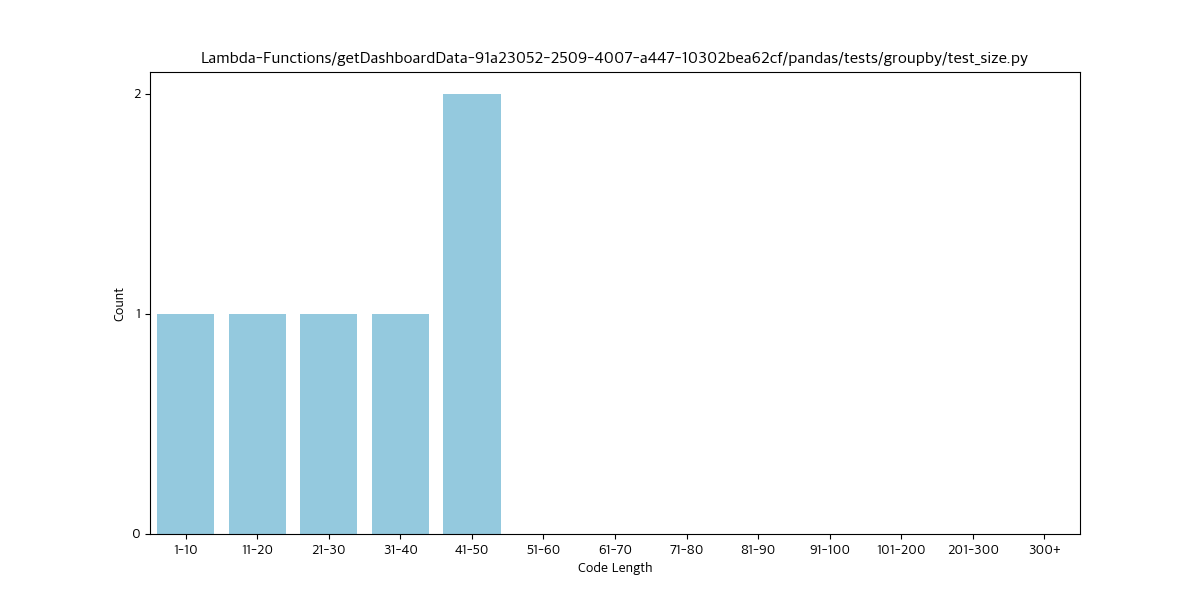 Lambda-Functions/getDashboardData-91a23052-2509-4007-a447-10302bea62cf/pandas/tests/groupby/test_size.py
2
1
0
Count
1-10 11-20 21-30 31-40 41-50 51-60 61-70 71-80 81-90 91-100 101-200 201-300 300+
Code Length